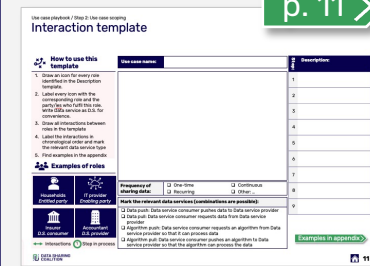 Use case playbook / Step 2: Use case scoping
Interaction template
p. 11 >
How to use this
template
1. Draw an icon for every role
identified in the Description
template.
2. Label every icon with the
corresponding role and the
party/ies who fulfil this role.
Write Data service as D.S. for
convenience.
3. Draw all interactions between
roles in the template
4. Label the interactions in
chronological order and mark
the relevant data service type
5. Find examples in the appendix
Examples of roles
Households
Entitled party
IT provider
Enabling party
Insurer
D.S. consumer
Accountant
D.S. provider
Interactions
1 Step in process
Use case name:
Frequency of
sharing data:
One-time
Continuous
Recurring
Other ...
Mark the relevant data services (combinations are possible):
Data push: Data service consumer pushes data to Data service provider
Data pull: Data service consumer requests data from Data service
provider
Algorithm pull: Data service consumer requests an algorithm from Data
service provider so that it can process data
Algorithm pull: Data service consumer pushes an algorithm to Data
service provider so that the algorithm can process the data
Step
Description:
1
2
3
4
5
6
7
8
9
Examples in appendix >
DATA SHARING
COALITION
11